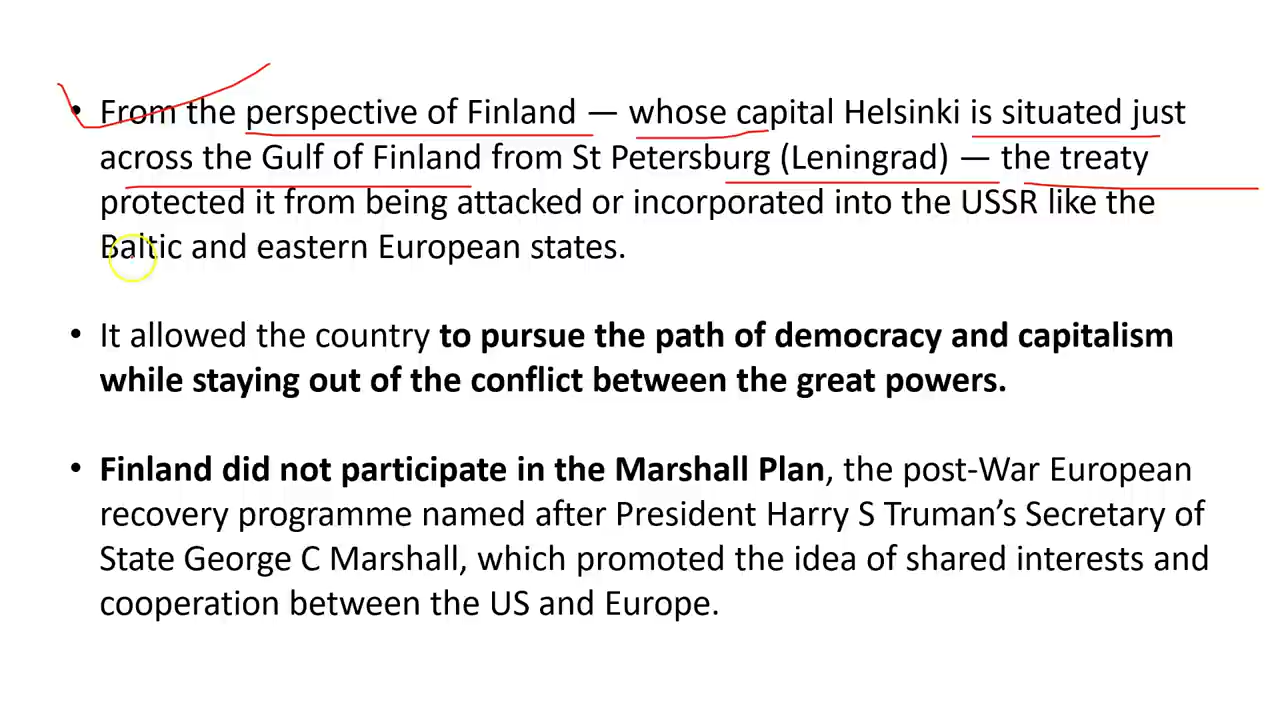 • From the perspective of Finland — whose capital Helsinki is situated just
across the Gulf of Finland from St Petersburg (Leningrad) — the treaty
protected it from being attacked or incorporated into the USSR like the
Baltic and eastern European states.
• It allowed the country to pursue the path of democracy and capitalism
while staying out of the conflict between the great powers.
• Finland did not participate in the Marshall Plan, the post-War European
recovery programme named after President Harry S Truman’s Secretary of
State George C Marshall, which promoted the idea of shared interests and
cooperation between the US and Europe.